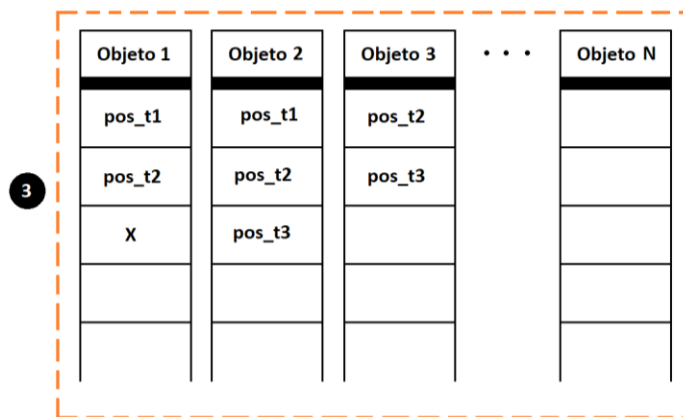 Objeto 1 Objeto 2 Objeto 3 • • • Objeto N
pos_t1 pos_t1 pos_t2
pos_t2 pos_t2 pos_t3
3
X pos_t3